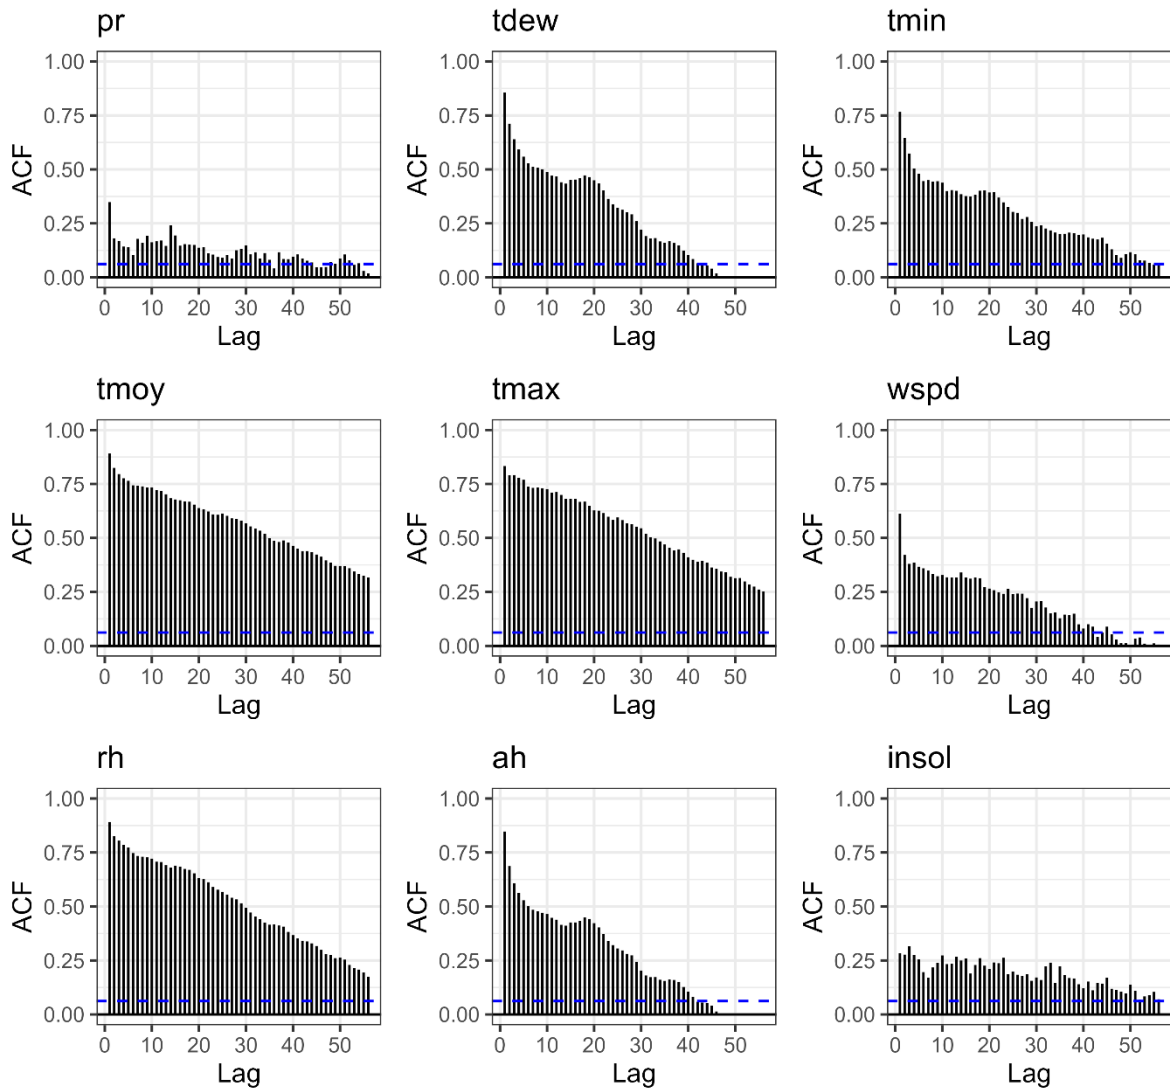 pr tdew tmin
1.00 1.00 1.00
0.75 0.75 0.75
ACF 0.50 ACF 0.50 ACF 0.50
0.25 0.25 0.25
0.00 0.00 0.00
0 10 20 30 40 50 0 10 20 30 40 50 0 10 20 30 40 50
Lag Lag Lag
tmoy tmax wspd
1.00 1.00 1.00
0.75 0.75 0.75
ACF 0.50 ACF 0.50 ACF 0.50
0.25 0.25 0.25
0.00 0.00 0.00
0 10 20 30 40 50 0 10 20 30 40 50 0 10 20 30 40 50
Lag Lag Lag
rh ah insol
1.00 1.00 1.00
0.75 0.75 0.75
ACF 0.50 ACF 0.50 ACF 0.50
0.25 0.25 0.25
0.00 0.00 0.00
0 10 20 30 40 50 0 10 20 30 40 50 0 10 20 30 40 50
Lag Lag Lag